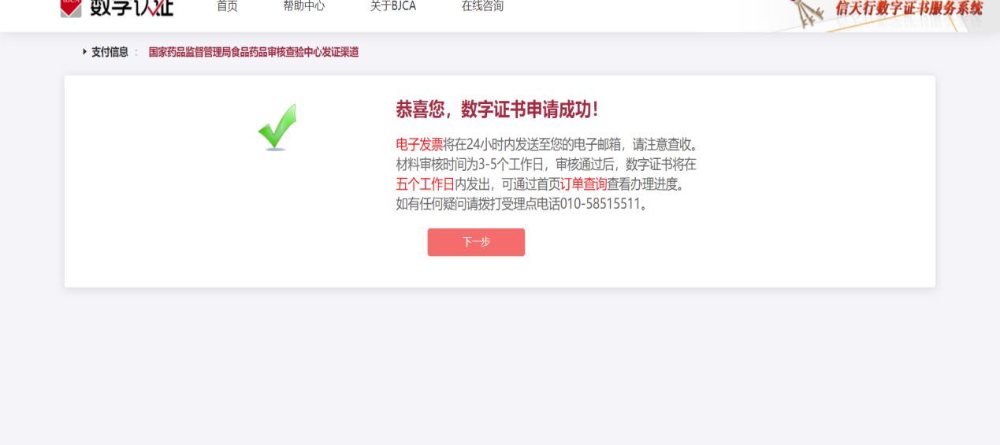 BJCA 数字认证 首页 帮助中心 关于BJCA 在线咨询 信天行数字证书服务系统
支付信息 : 国家药品监督管理局食品药品审核查验中心发证渠道
恭喜您，数字证书申请成功！
电子发票将在24小时内发送至您的电子邮箱，请注意查收。
材料审核时间为3-5个工作日，审核通过后，数字证书将在
五个工作日内发出，可通过首页订单查询查看办理进度。
如有任何疑问请拨打受理点电话010-58515511。
下一步